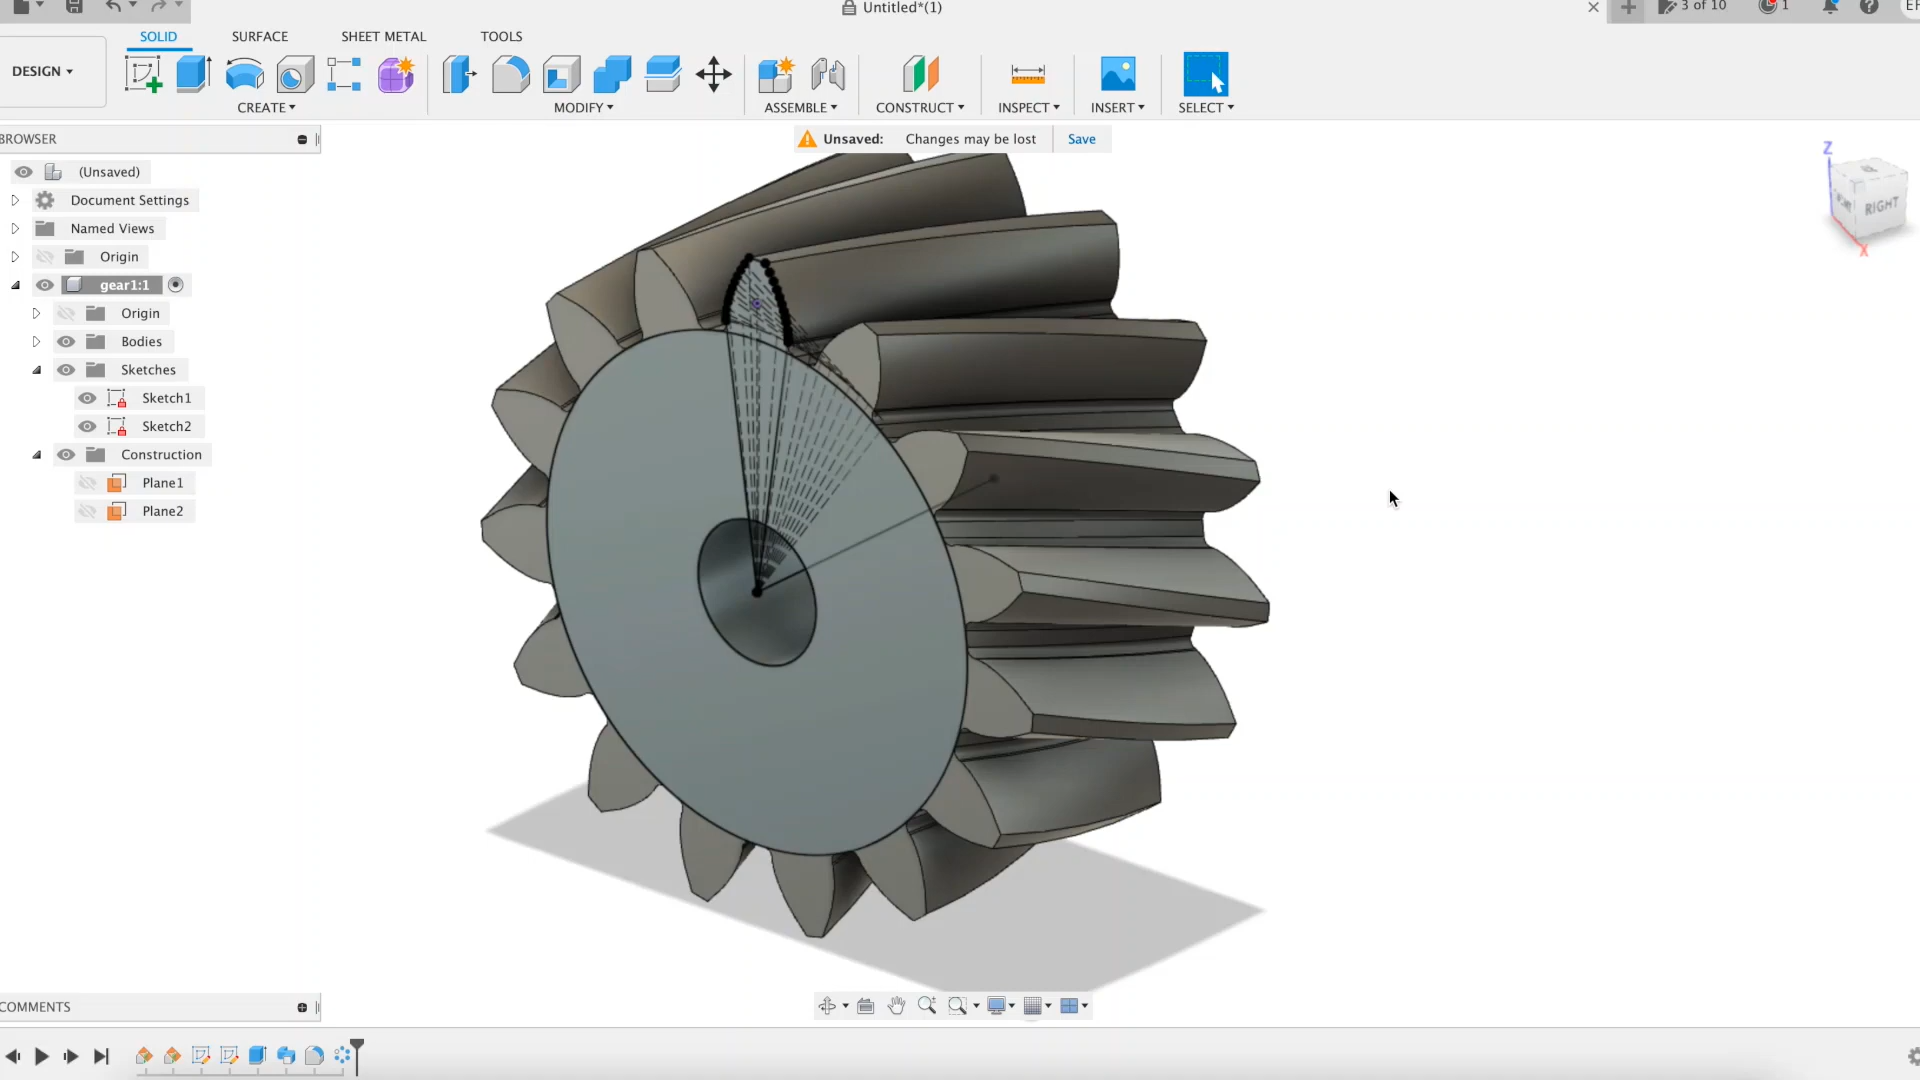 Untitled*(1)
3 of 10
1
SOLID
SURFACE
SHEET METAL
TOOLS
DESIGN
CREATE
MODIFY
ASSEMBLE
CONSTRUCT
INSPECT
INSERT
SELECT
BROWSER
Unsaved: Changes may be lost Save
(Unsaved)
Document Settings
Named Views
Origin
gear1:1
Origin
Bodies
Sketches
Sketch1
Sketch2
Construction
Plane1
Plane2
Z
RIGHT
X
COMMENTS